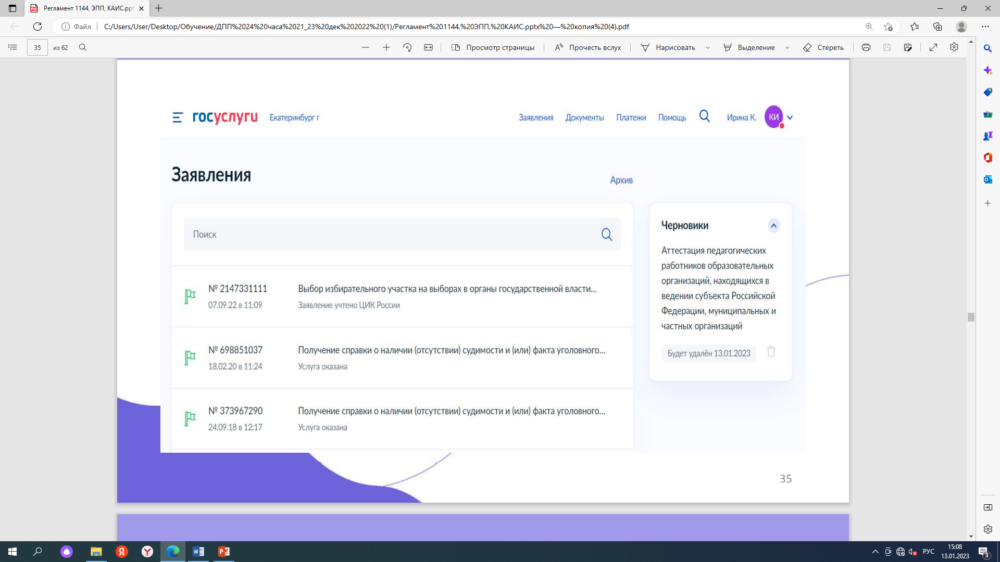 Регламент 1144, ЭПП, КАИС.ppt
Файл
C:/Users/User/Desktop/Обучение/ДПП%2024%20часа%2021_23%20дек%202022%20(1)/Регламент%201144,%20ЭПП,%20КАИС.pptx%20—%20копия%20(4).pdf
35 из 62
Просмотр страницы
Прочесть вслух
Нарисовать
Выделение
Стереть
госуслуги Екатеринбург г
Заявления Документы Платежи Помощь Ирина К. КИ
Заявления
Архив
Поиск
№ 2147331111 Выбор избирательного участка на выборах в органы государственной власти...
07.09.22 в 11:09 Заявление учтено ЦИК России
№ 698851037 Получение справки о наличии (отсутствии) судимости и (или) факта уголовного...
18.02.20 в 11:24 Услуга оказана
№ 373967290 Получение справки о наличии (отсутствии) судимости и (или) факта уголовного...
24.09.18 в 12:17 Услуга оказана
Черновики
Аттестация педагогических
работников образовательных
организаций, находящихся в
ведении субъекта Российской
Федерации, муниципальных и
частных организаций
Будет удалён 13.01.2023
35
РУС
15:08
13.01.2023
3